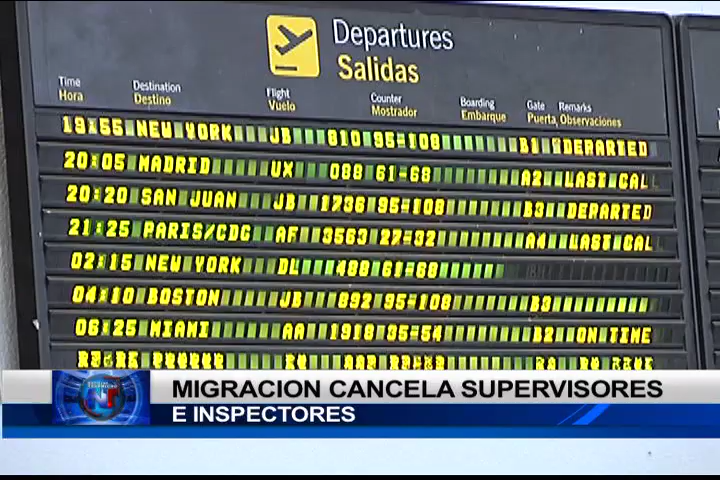 Departures
Salidas
Time Destination Flight Counter Boarding Gate Remarks
Hora Destino Vuelo Mostrador Embarque Puerta Observaciones
19:55 NEW YORK JB 810 95-108 B1 DEPARTED
20:05 MADRID UX 088 61-68 A2 LAST CAL
20:20 SAN JUAN JB 1736 95-108 B3 DEPARTED
21:25 PARIS/CDG AF 3563 27-32 A4 LAST CAL
02:15 NEW YORK DL 488 61-68
04:10 BOSTON JB 892 95-108 B3
06:25 MIAMI AA 1918 35-54 B2 ON TIME
MIGRACION CANCELA SUPERVISORES
E INSPECTORES